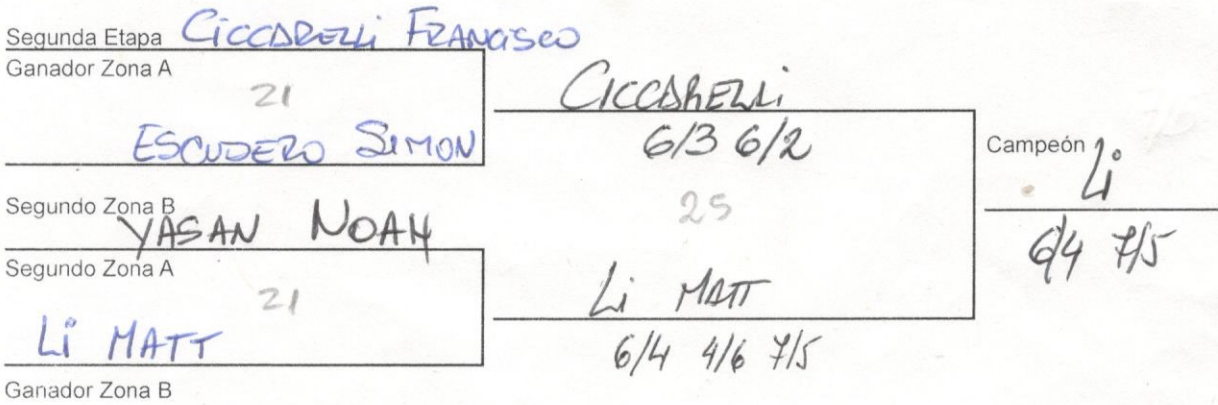 Segunda Etapa CICCARELLI FRANCISCO
Ganador Zona A
21
CICCARELLI
ESCUDERO SIMON
6/3 6/2
Campeón Li
Segundo Zona B
YASAN NOAH
25
6/4 7/5
Segundo Zona A
21
Li MATT
Li MATT
6/4 4/6 7/5
Ganador Zona B